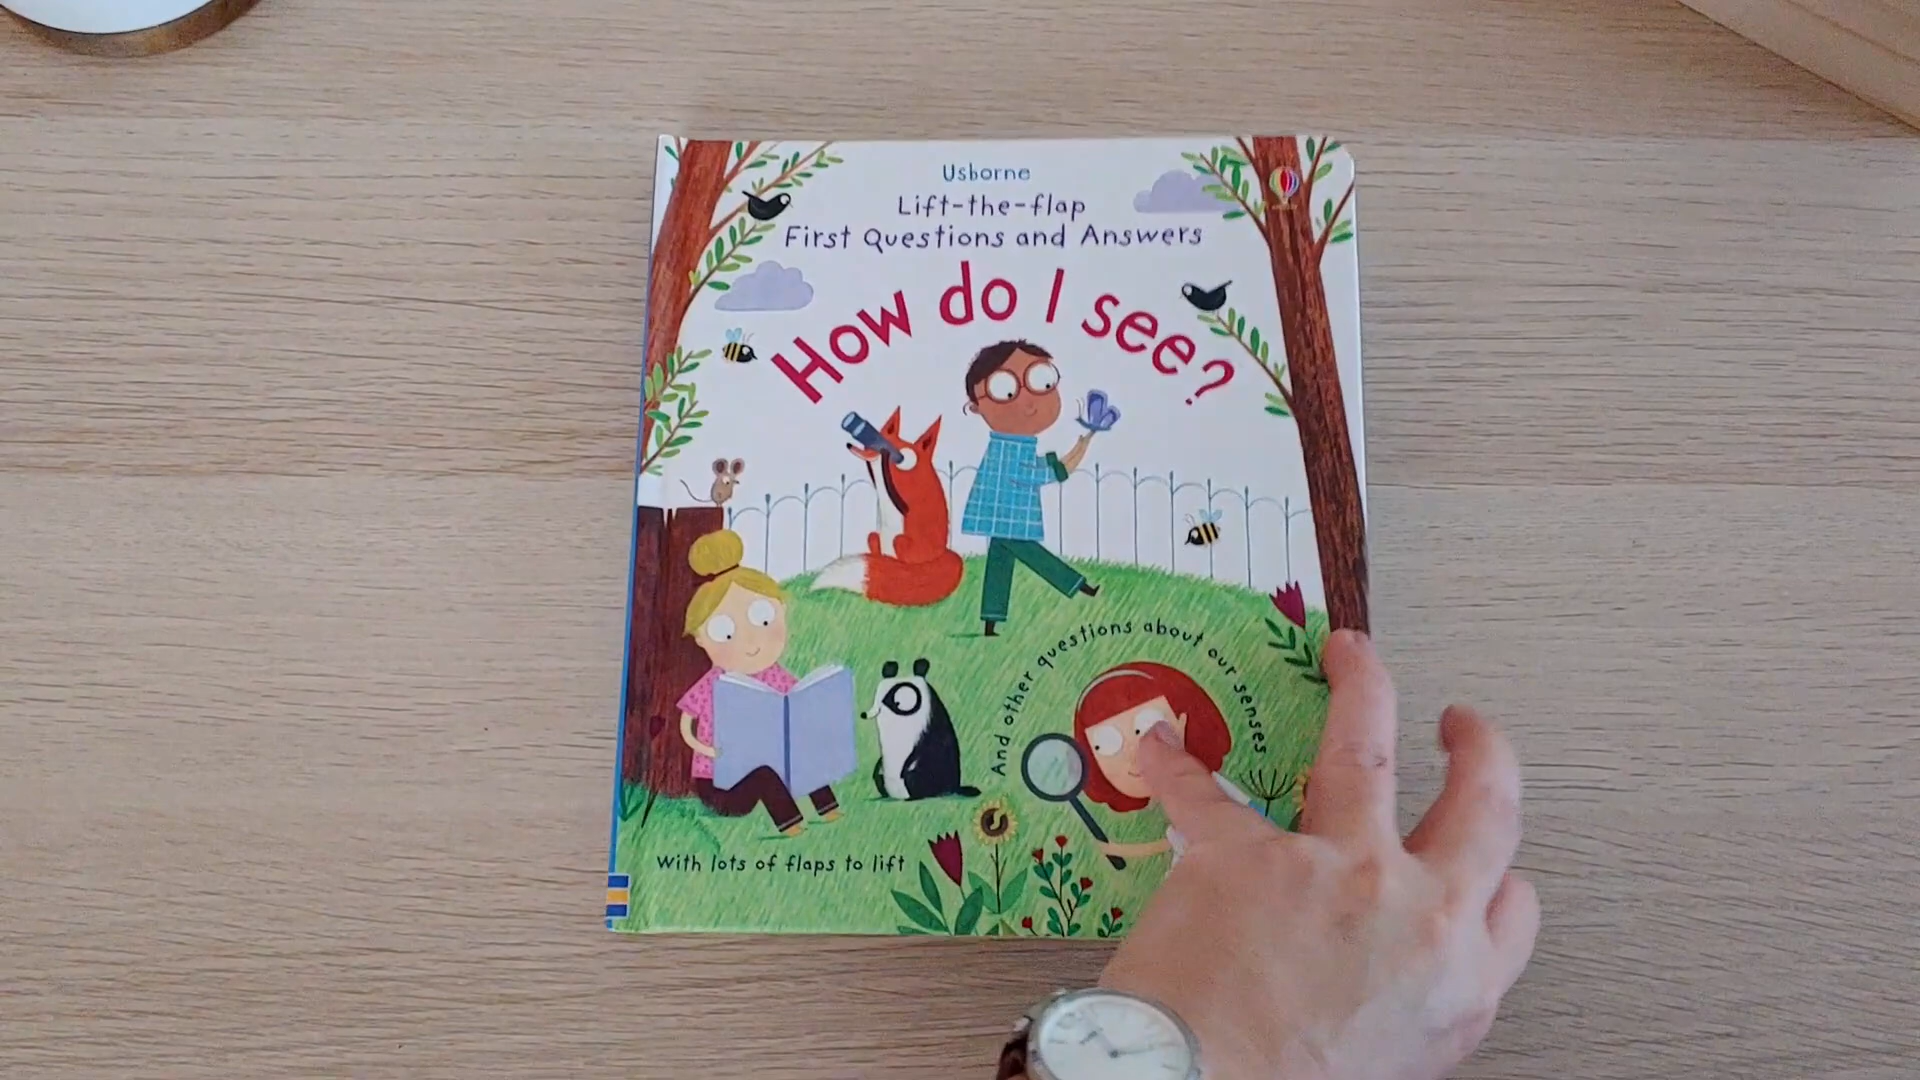 Usborne
Lift-the-flap
First Questions and Answers
How do I see?
And other questions about our senses
With lots of flaps to lift